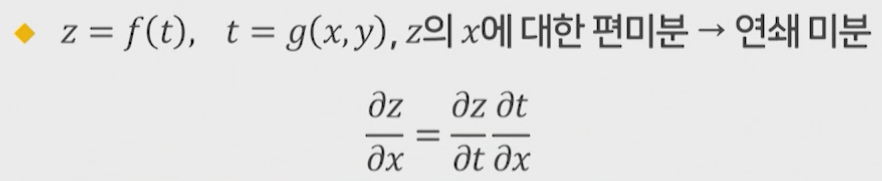 ◆ z = f(t), t = g(x,y), z의 x에 대한 편미분 → 연쇄 미분
∂z/∂x = ∂z/∂t ∂t/∂x